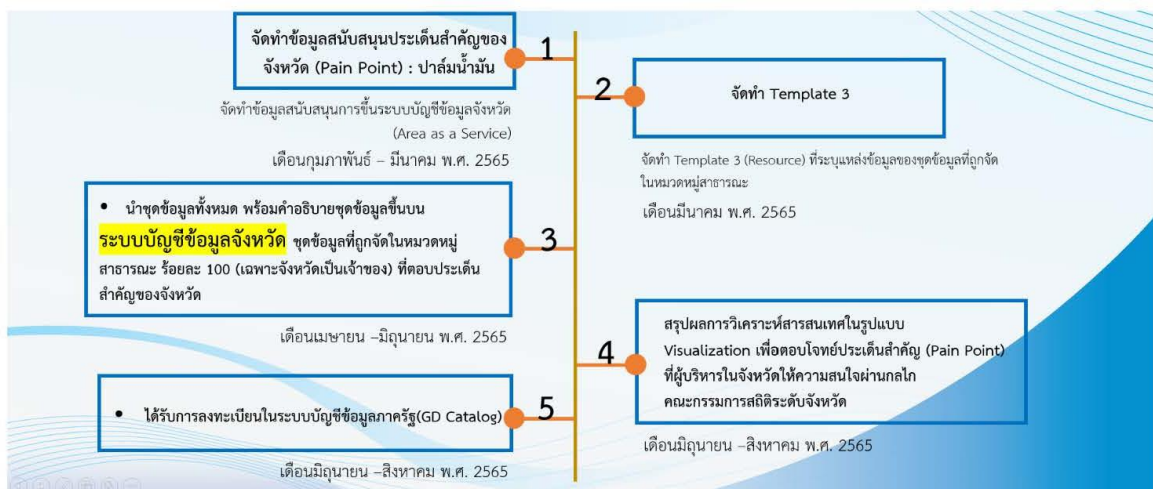 จัดทำข้อมูลสนับสนุนประเด็นสำคัญของ
จังหวัด (Pain Point) : ปาล์มน้ำมัน
1
จัดทำข้อมูลสนับสนุนการขึ้นระบบบัญชีข้อมูลจังหวัด
(Area as a Service)
เดือนกุมภาพันธ์ – มีนาคม พ.ศ. 2565
2
จัดทำ Template 3
จัดทำ Template 3 (Resource) ที่ระบุแหล่งข้อมูลของชุดข้อมูลที่ถูกจัด
ในหมวดหมู่สาธารณะ
เดือนมีนาคม พ.ศ. 2565
• นำชุดข้อมูลทั้งหมด พร้อมคำอธิบายชุดข้อมูลขึ้นบน
ระบบบัญชีข้อมูลจังหวัด ชุดข้อมูลที่ถูกจัดในหมวดหมู่
สาธารณะ ร้อยละ 100 (เฉพาะจังหวัดเป็นเจ้าของ) ที่ตอบประเด็น
สำคัญของจังหวัด
3
เดือนเมษายน –มิถุนายน พ.ศ. 2565
4
สรุปผลการวิเคราะห์สารสนเทศในรูปแบบ
Visualization เพื่อตอบโจทย์ประเด็นสำคัญ (Pain Point)
ที่ผู้บริหารในจังหวัดให้ความสนใจผ่านกลไก
คณะกรรมการสถิติระดับจังหวัด
เดือนมิถุนายน –สิงหาคม พ.ศ. 2565
• ได้รับการลงทะเบียนในระบบบัญชีข้อมูลภาครัฐ(GD Catalog)
5
เดือนมิถุนายน –สิงหาคม พ.ศ. 2565